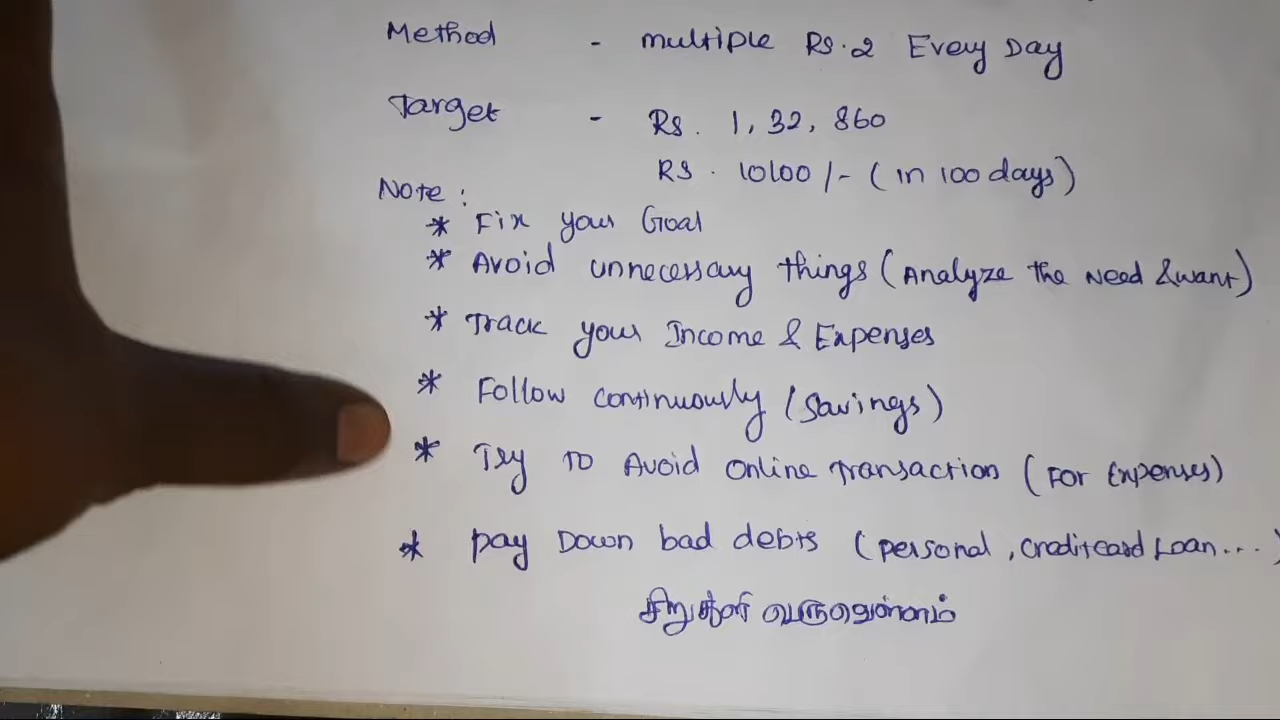 Method - multiple Rs.2 Every Day
Target - Rs. 1,32,860
Rs. 10100/- (in 100 days)
Note:
* Fix your Goal
* Avoid unnecessary things (Analyze the Need & want)
* Track your Income & Expenses
* Follow continuously (Savings)
* Try To Avoid Online Transaction (For Expenses)
* Pay Down bad debts (Personal, Creditcard Loan...)
சிறு துளி பெருவெள்ளம்